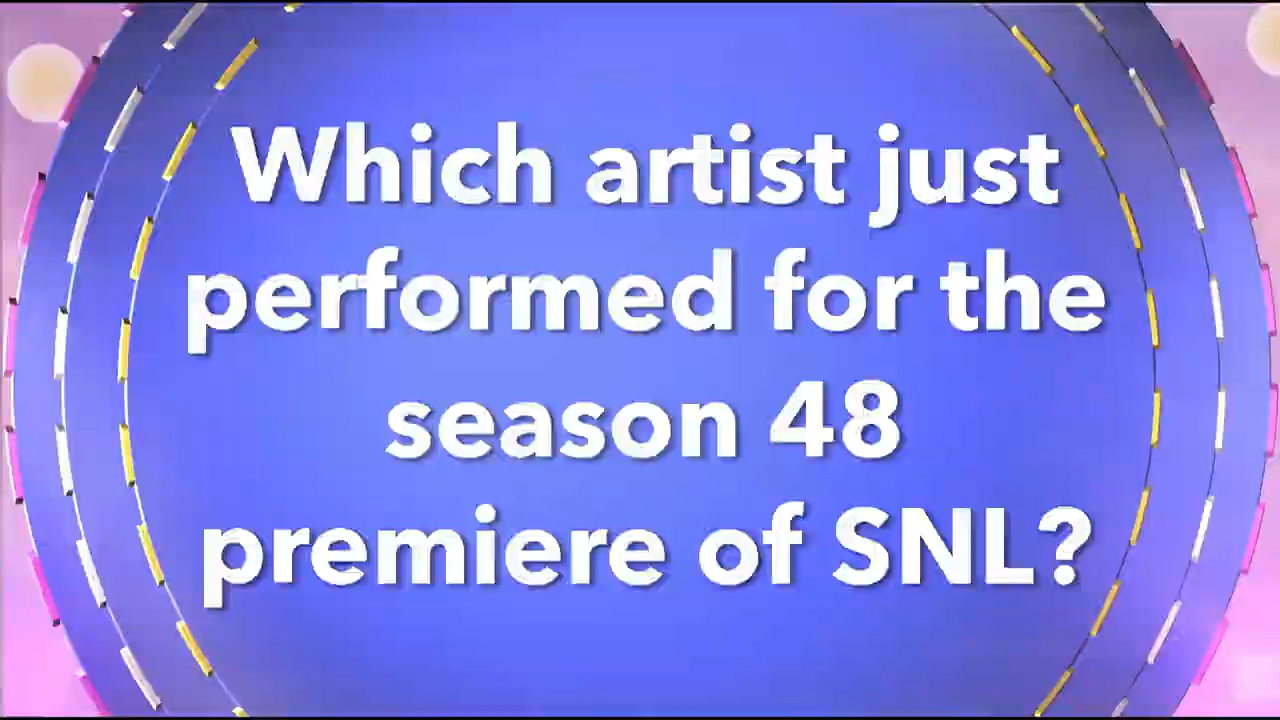 Which artist just
performed for the
season 48
premiere of SNL?